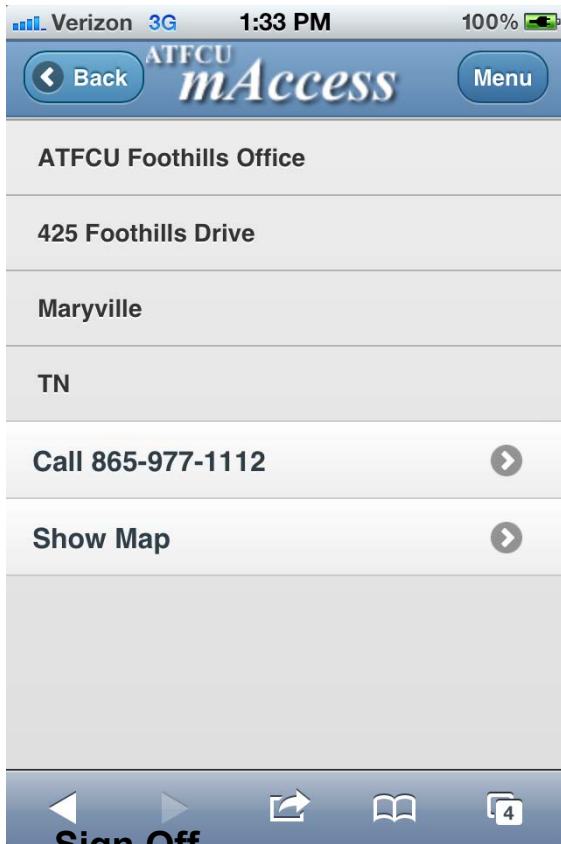 Verizon 3G 1:33 PM 100%
Back ATFCU mAccess Menu
ATFCU Foothills Office
425 Foothills Drive
Maryville
TN
Call 865-977-1112
Show Map
4
Sign Off